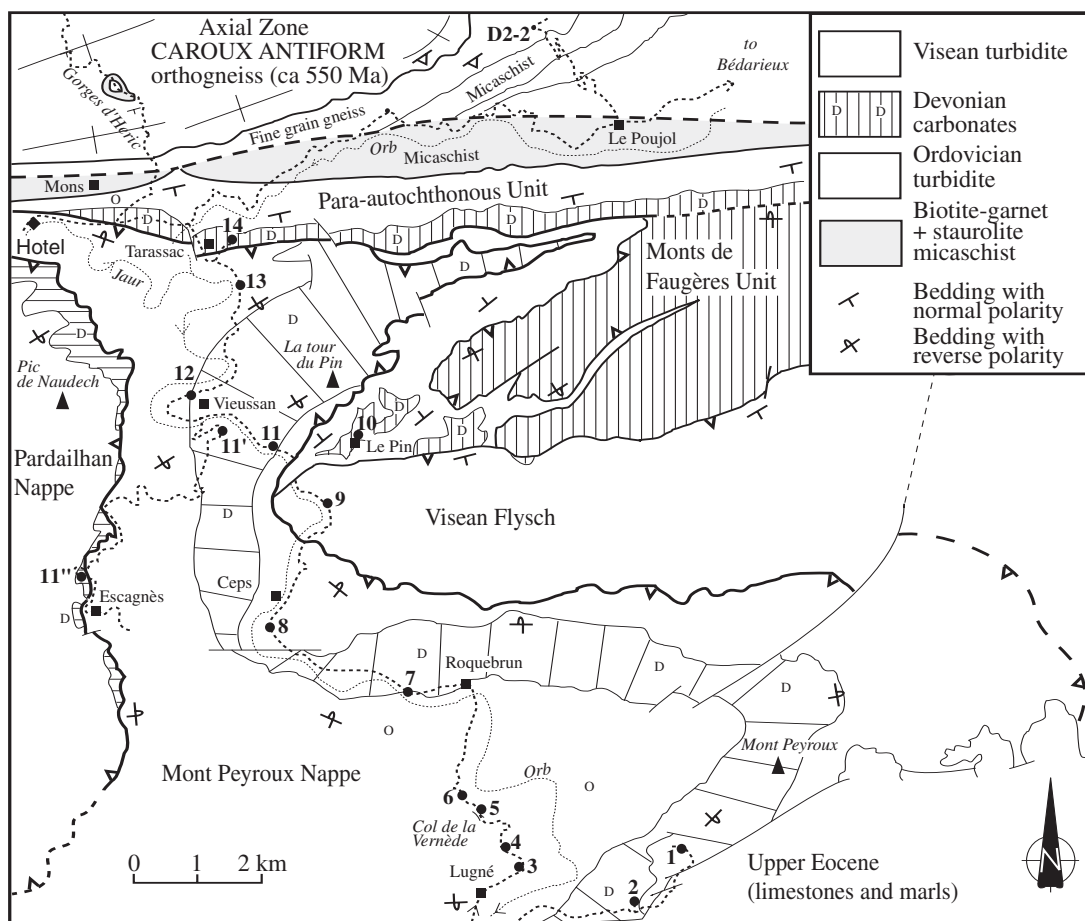 Axial Zone
CAROUX ANTIFORM
orthogneiss (ca 550 Ma)
D2-2'
to
Bédarieux
Gorges d'Héric
Micaschist
Fine grain gneiss
Orb
Micaschist
Le Poujol
Mons
O
Para-autochthonous Unit
D
D
D
D
D
D
14
Hotel
Tarassac
Jaur
13
D
Monts de
Faugères Unit
D
D
La tour
du Pin
Pic
de Naudech
12
Vieussan
11'
11
10
Le Pin
D
D
Pardailhan
Nappe
9
Visean Flysch
D
11"
Escagnès
D
Ceps
8
D
7
Roquebrun
D
D
O
Mont Peyroux
Mont Peyroux Nappe
Orb
O
6
5
Col de la
Vernède
4
3
Lugné
1
2
D
0 1 2 km
Upper Eocene
(limestones and marls)
N
Visean turbidite
D D
Devonian
carbonates
Ordovician
turbidite
Biotite-garnet
+ staurolite
micaschist
Bedding with
normal polarity
Bedding with
reverse polarity